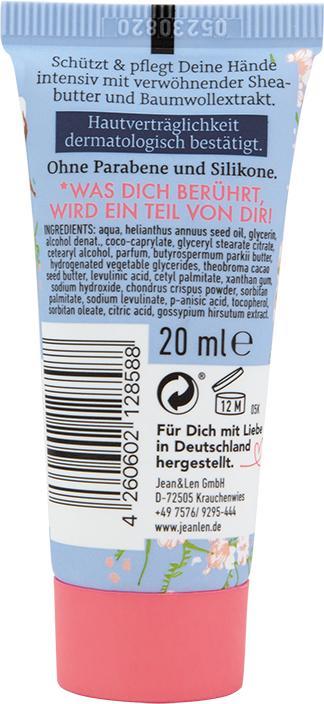 05230820
Schützt & pflegt Deine Hände
intensiv mit verwöhnender Shea-
butter und Baumwollextrakt.
Hautverträglichkeit
dermatologisch bestätigt.
Ohne Parabene und Silikone.
*WAS DICH BERÜHRT,
WIRD EIN TEIL VON DIR!
INGREDIENTS: aqua, helianthus annuus seed oil, glycerin,
alcohol denat., coco-caprylate, glyceryl stearate citrate,
cetearyl alcohol, parfum, butyrospermum parkii butter,
hydrogenated vegetable glycerides, theobroma cacao
seed butter, levulinic acid, cetyl palmitate, xanthan gum,
sodium hydroxide, chondrus crispus powder, sorbitan
palmitate, sodium levulinate, p-anisic acid, tocopherol,
sorbitan oleate, citric acid, gossypium hirsutum extract.
20 ml e
12 M
05K
4 260602 128588
Für Dich mit Liebe
in Deutschland
hergestellt.
Jean&Len GmbH
D-72505 Krauchenwies
+49 7576/ 9295-444
www.jeanlen.de